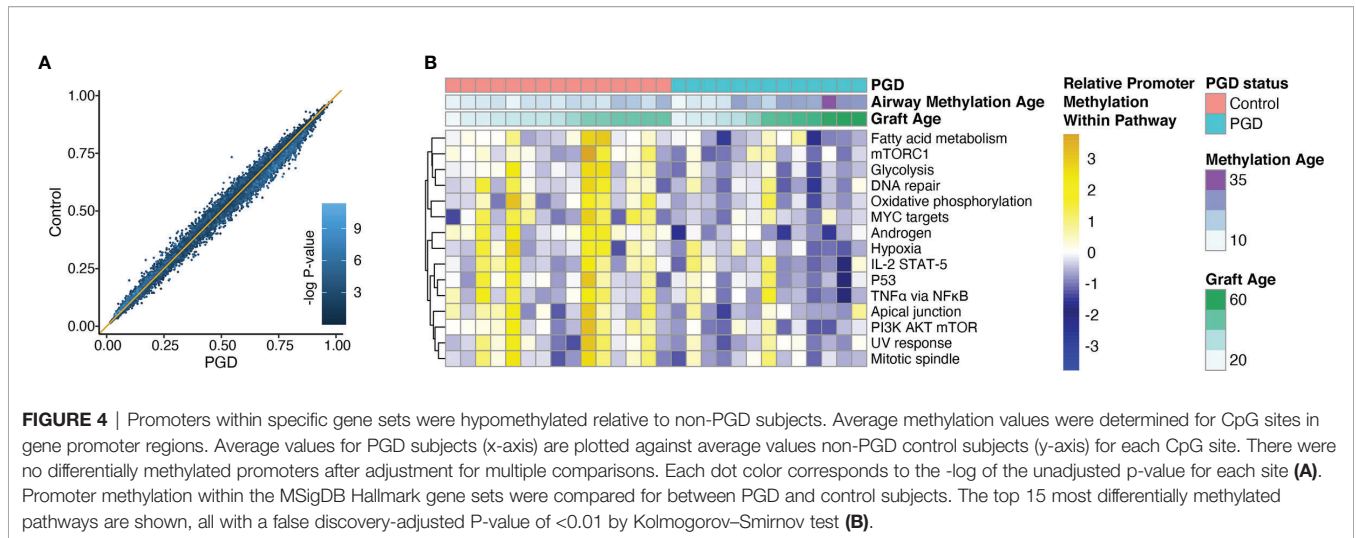 A
1.00
0.75
0.50
0.25
0.00
Control
0.00 0.25 0.50 0.75 1.00
PGD
-log P-value
9
6
3
B
PGD
Airway Methylation Age
Graft Age
Fatty acid metabolism
mTORC1
Glycolysis
DNA repair
Oxidative phosphorylation
MYC targets
Androgen
Hypoxia
IL-2 STAT-5
P53
TNFα via NFκB
Apical junction
PI3K AKT mTOR
UV response
Mitotic spindle
Relative Promoter
Methylation
Within Pathway
3
2
1
0
-1
-2
-3
PGD status
Control
PGD
Methylation Age
35
10
Graft Age
60
20
FIGURE 4 | Promoters within specific gene sets were hypomethylated relative to non-PGD subjects. Average methylation values were determined for CpG sites in
gene promoter regions. Average values for PGD subjects (x-axis) are plotted against average values non-PGD control subjects (y-axis) for each CpG site. There were
no differentially methylated promoters after adjustment for multiple comparisons. Each dot color corresponds to the -log of the unadjusted p-value for each site (A).
Promoter methylation within the MSigDB Hallmark gene sets were compared for between PGD and control subjects. The top 15 most differentially methylated
pathways are shown, all with a false discovery-adjusted P-value of <0.01 by Kolmogorov–Smirnov test (B).